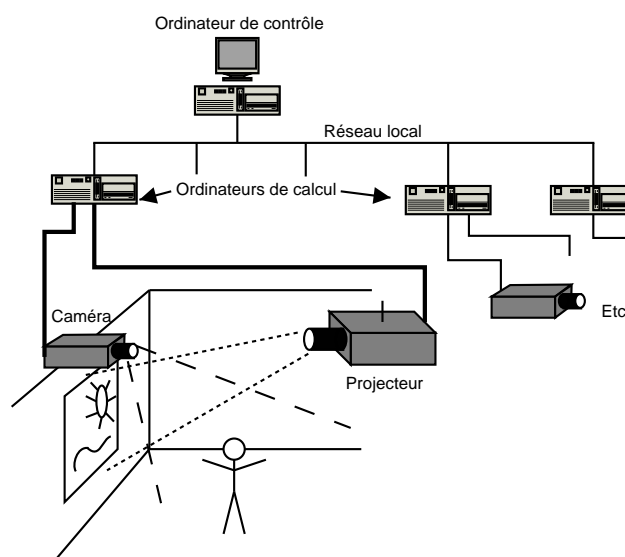 Ordinateur de contrôle
Réseau local
Ordinateurs de calcul
Caméra
Etc
Projecteur